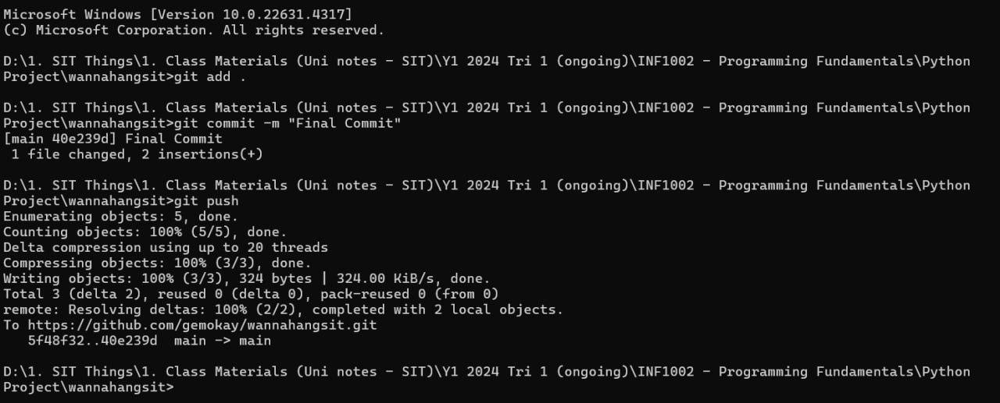 Microsoft Windows [Version 10.0.22631.4317]
(c) Microsoft Corporation. All rights reserved.
D:\1. SIT Things\1. Class Materials (Uni notes - SIT)\Y1 2024 Tri 1 (ongoing)\INF1002 - Programming Fundamentals\Python
Project\wannahangsit>git add .
D:\1. SIT Things\1. Class Materials (Uni notes - SIT)\Y1 2024 Tri 1 (ongoing)\INF1002 - Programming Fundamentals\Python
Project\wannahangsit>git commit -m "Final Commit"
[main 40e239d] Final Commit
 1 file changed, 2 insertions(+)
D:\1. SIT Things\1. Class Materials (Uni notes - SIT)\Y1 2024 Tri 1 (ongoing)\INF1002 - Programming Fundamentals\Python
Project\wannahangsit>git push
Enumerating objects: 5, done.
Counting objects: 100% (5/5), done.
Delta compression using up to 20 threads
Compressing objects: 100% (3/3), done.
Writing objects: 100% (3/3), 324 bytes | 324.00 KiB/s, done.
Total 3 (delta 2), reused 0 (delta 0), pack-reused 0 (from 0)
remote: Resolving deltas: 100% (2/2), completed with 2 local objects.
To https://github.com/gemokay/wannahangsit.git
   5f48f32..40e239d  main -> main
D:\1. SIT Things\1. Class Materials (Uni notes - SIT)\Y1 2024 Tri 1 (ongoing)\INF1002 - Programming Fundamentals\Python
Project\wannahangsit>